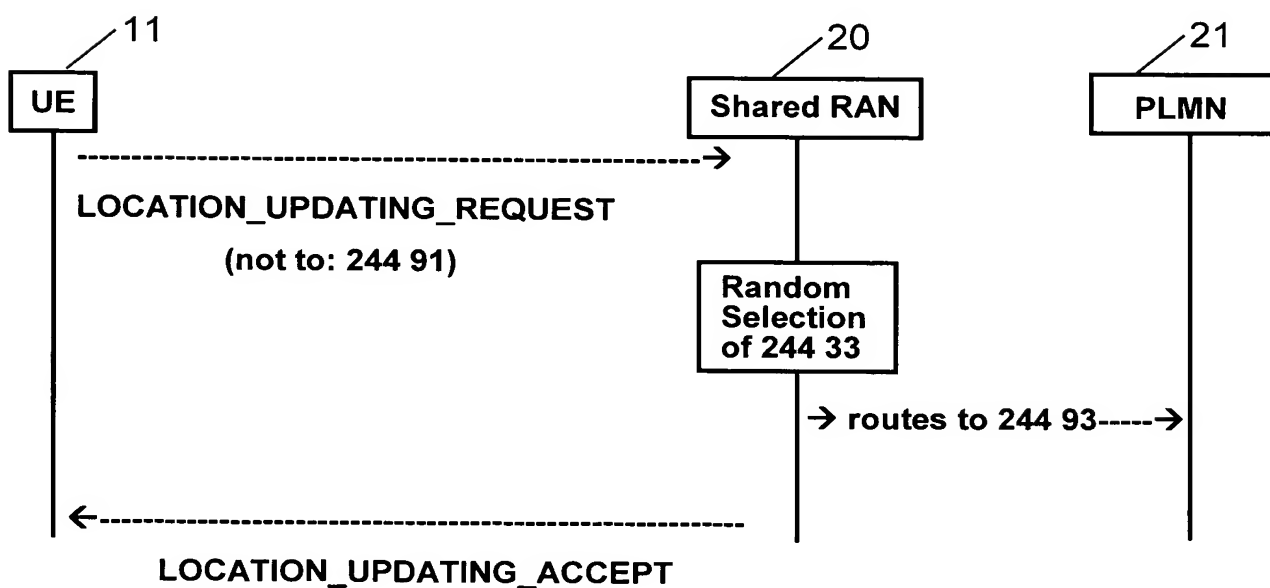 11
20
21
UE
Shared RAN
PLMN
LOCATION_UPDATING_REQUEST
(not to: 244 91)
Random
Selection
of 244 33
routes to 244 93
LOCATION_UPDATING_ACCEPT